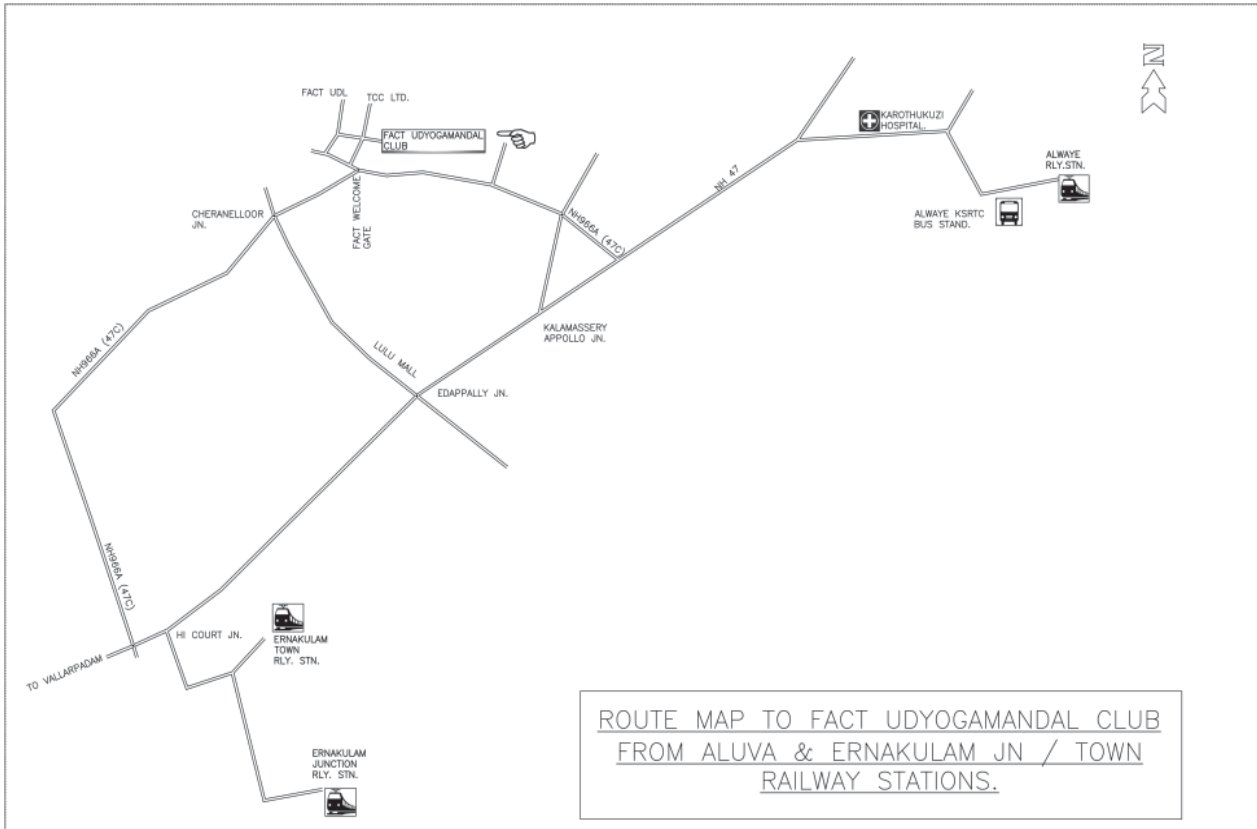 N
FACT UDL
TCC LTD.
FACT UDYOGAMANDAL
CLUB
KAROTHUKUZI
HOSPITAL.
ALWAYE
RLY.STN.
ALWAYE KSRTC
BUS STAND.
NH 47
CHERANELLOOR
JN.
FACT WELCOME
GATE
NH966A (47C)
KALAMASSERY
APPOLLO JN.
LULU MALL
EDAPPALLY JN.
NH966A (47C)
NH966A (47C)
HI COURT JN.
TO VALLARPADAM
ERNAKULAM
TOWN
RLY. STN.
ERNAKULAM
JUNCTION
RLY. STN.
ROUTE MAP TO FACT UDYOGAMANDAL CLUB
FROM ALUVA & ERNAKULAM JN / TOWN
RAILWAY STATIONS.